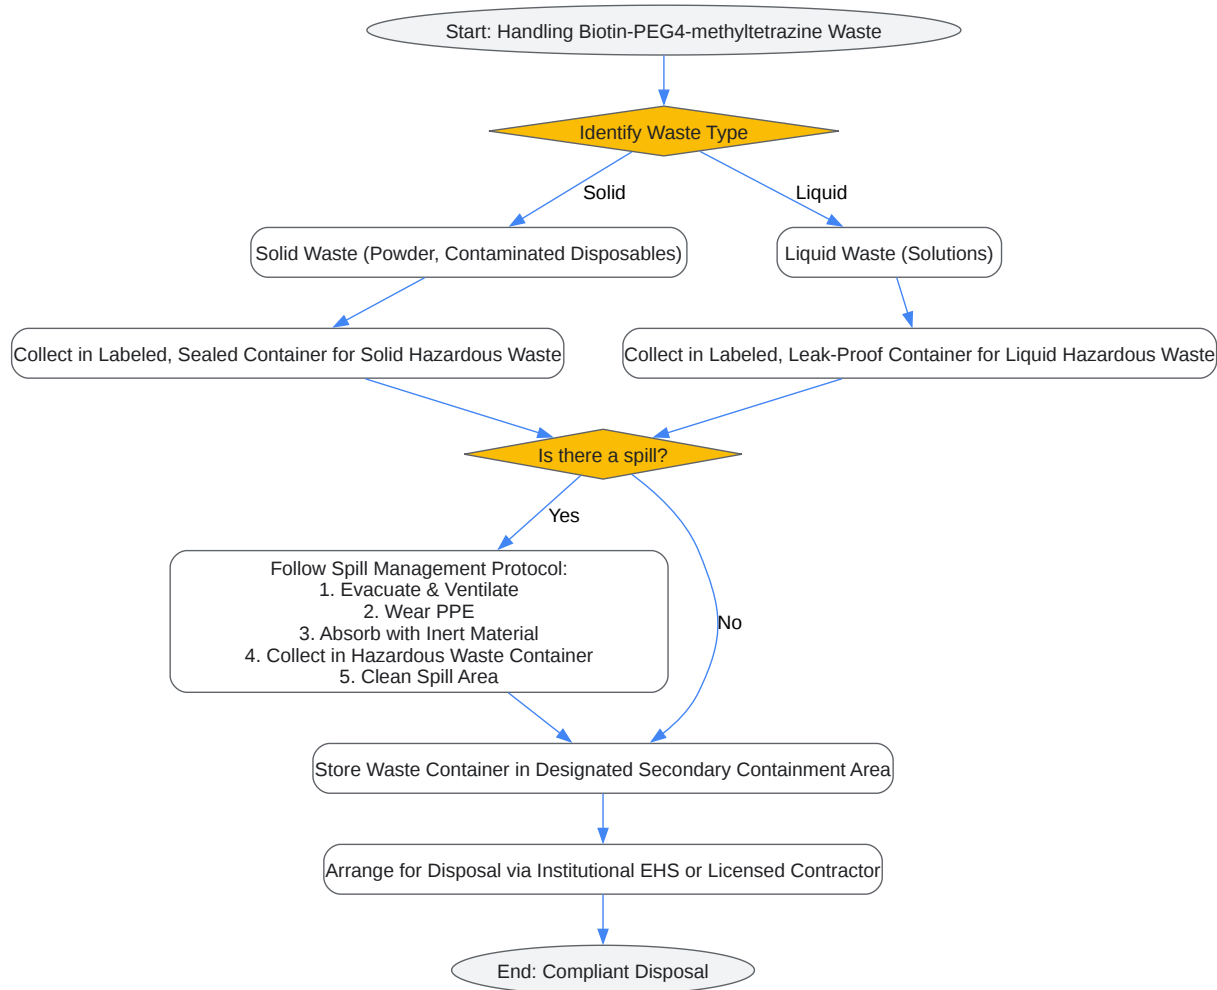 Start: Handling Biotin-PEG4-methyltetrazine Waste
Identify Waste Type
Solid
Liquid
Solid Waste (Powder, Contaminated Disposables)
Liquid Waste (Solutions)
Collect in Labeled, Sealed Container for Solid Hazardous Waste
Collect in Labeled, Leak-Proof Container for Liquid Hazardous Waste
Is there a spill?
Yes
Follow Spill Management Protocol:
1. Evacuate & Ventilate
2. Wear PPE
3. Absorb with Inert Material
4. Collect in Hazardous Waste Container
5. Clean Spill Area
No
Store Waste Container in Designated Secondary Containment Area
Arrange for Disposal via Institutional EHS or Licensed Contractor
End: Compliant Disposal